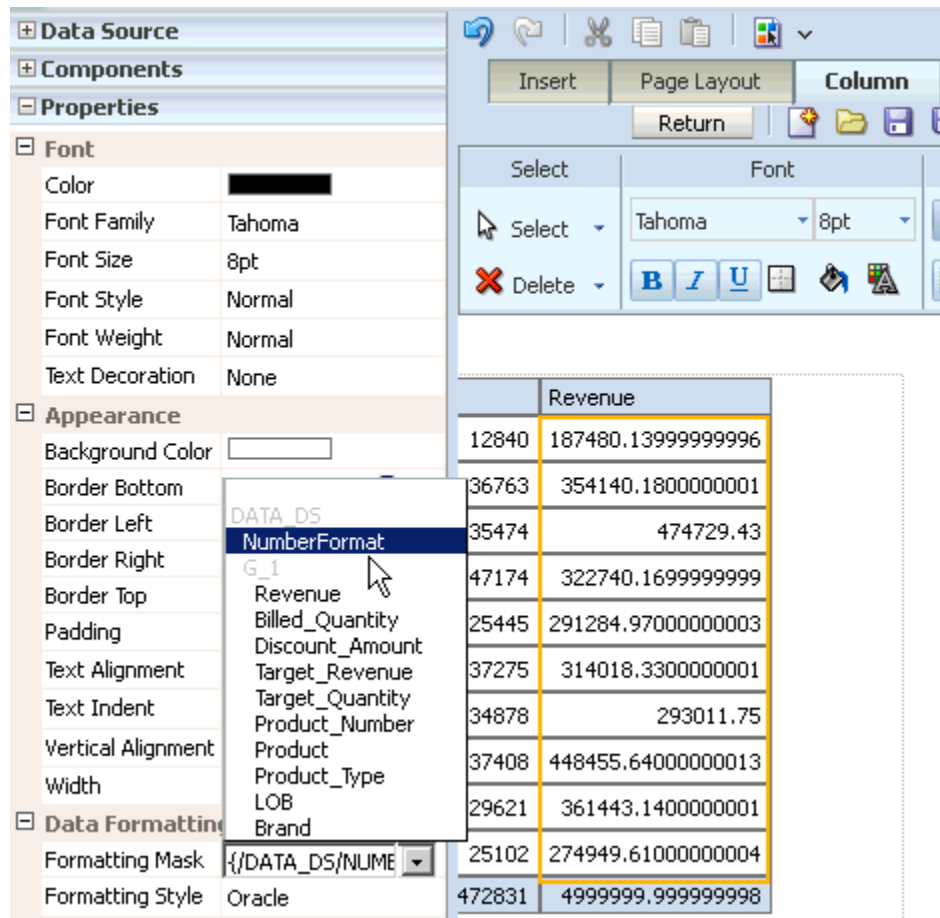 Data Source
Components
Properties
Font
Color
Font Family Tahoma
Font Size 8pt
Font Style Normal
Font Weight Normal
Text Decoration None
Appearance
Background Color
Border Bottom
Border Left
Border Right
Border Top
Padding
Text Alignment
Text Indent
Vertical Alignment
Width
Data Formatting
Formatting Mask {/DATA_DS/NUME
Formatting Style Oracle
DATA_DS
NumberFormat
G_1
Revenue
Billed_Quantity
Discount_Amount
Target_Revenue
Target_Quantity
Product_Number
Product
Product_Type
LOB
Brand
Insert Page Layout Column
Return
Select Font
Select Tahoma 8pt
Delete B I U
Revenue
12840 187480.13999999996
36763 354140.1800000001
35474 474729.43
47174 322740.1699999999
25445 291284.97000000003
37275 314018.3300000001
34878 293011.75
37408 448455.64000000013
29621 361443.1400000001
25102 274949.61000000004
472831 4999999.999999998